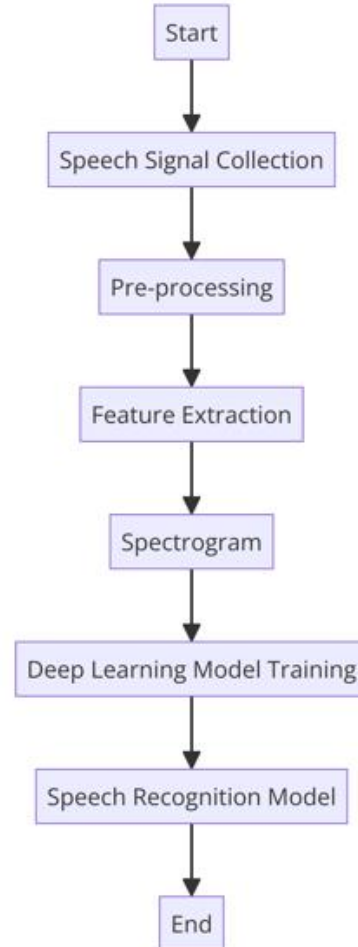 Start
Speech Signal Collection
Pre-processing
Feature Extraction
Spectrogram
Deep Learning Model Training
Speech Recognition Model
End